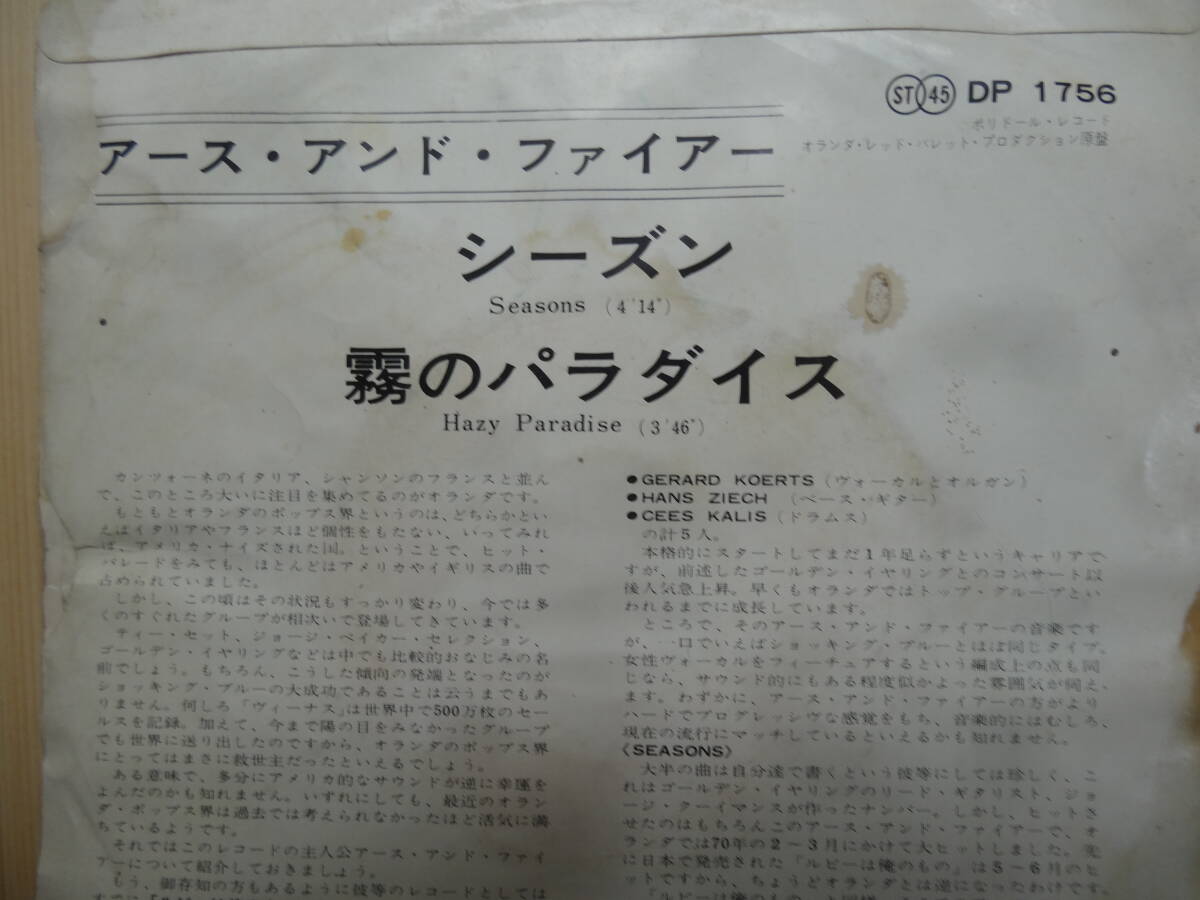 ST 45 DP 1756
ポリドール・レコード
オランダ・レッド・バレット・プロダクション原盤
アース・アンド・ファイアー
シーズン
Seasons (4'14")
霧のパラダイス
Hazy Paradise (3'46")
カンツォーネのイタリア、シャンソンのフランスと並ん
で、このところ大いに注目を集めてるのがオランダです。
もともとオランダのポップス界というのは、どちらかとい
えばイタリアやフランスほど個性をもたない、いってみれ
ば、アメリカ・ナイズされた国。ということで、ヒット・
パレードをみても、ほとんどはアメリカやイギリスの曲で
占められていました。
しかし、この頃はその状況もすっかり変わり、今では多
くのすぐれたグループが相次いで登場してきています。
ティー・セット、ジョージ・ベイカー・セレクション、
ゴールデン・イヤリングなどは中でも比較的おなじみの名
前でしょう。もちろん、こうした傾向の発端となったのが
ショッキング・ブルーの大成功であることは云うまでもあ
りません。何しろ「ヴィーナス」は世界中で500万枚のセー
ルスを記録。加えて、今まで陽の目をみなかったグループ
でも世界に送り出したのですから、オランダのポップス界
にとってはまさに救世主だったといえるでしょう。
ある意味で、多分にアメリカ的なサウンドが逆に幸運を
よんだのかも知れません。いずれにしても、最近のオラン
ダ・ポップス界は過去では考えられなかったほど活気に満
ちているようです。
それではこのレコードの主人公アース・アンド・ファイ
アーについて紹介しておきましょう。
もう、御存知の方もあるように彼等のレコードとしては
●GERARD KOERTS (ヴォーカルとオルガン)
●HANS ZIECH (ベース・ギター)
●CEES KALIS (ドラムス)
の計5人。
本格的にスタートしてまだ1年足らずというキャリアで
すが、前述したゴールデン・イヤリングとのコンサート以
後人気急上昇。早くもオランダではトップ・グループとい
われるまでに成長しています。
ところで、そのアース・アンド・ファイアーの音楽です
が、一口でいえばショッキング・ブルーとほぼ同じタイプ。
女性ヴォーカルをフィーチュアするという編成上の点も同
じなら、サウンド的にもある程度似かよった雰囲気が伺え
ます。わずかに、アース・アンド・ファイアーの方がより
ハードでプログレッシヴな感覚をもち、音楽的にはむしろ、
現在の流行にマッチしているといえるかも知れません。
〈SEASONS〉
大半の曲は自分達で書くという彼等にしては珍しく、こ
れはゴールデン・イヤリングのリード・ギタリスト、ジョ
ージ・クーイマンスが作ったナンバー。しかし、ヒットさ
せたのはもちろんこのアース・アンド・ファイアーで、オ
ランダでは70年の2～3月にかけて大ヒットしました。先
に日本で発売された「ルビーは俺のもの」は5～6月のヒ
ットですから、ちょうどオランダとは逆になったわけです。